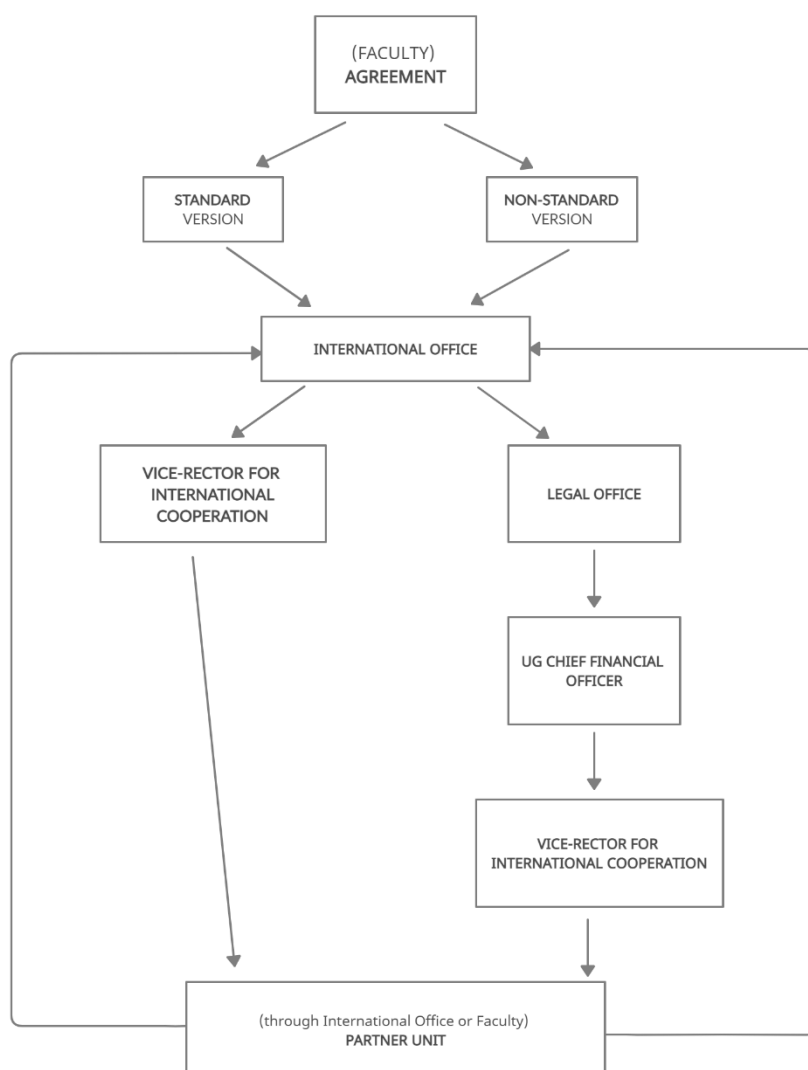 (FACULTY)
AGREEMENT
STANDARD
VERSION
NON-STANDARD
VERSION
INTERNATIONAL OFFICE
VICE-RECTOR FOR
INTERNATIONAL
COOPERATION
LEGAL OFFICE
UG CHIEF FINANCIAL
OFFICER
VICE-RECTOR FOR
INTERNATIONAL COOPERATION
(through International Office or Faculty)
PARTNER UNIT